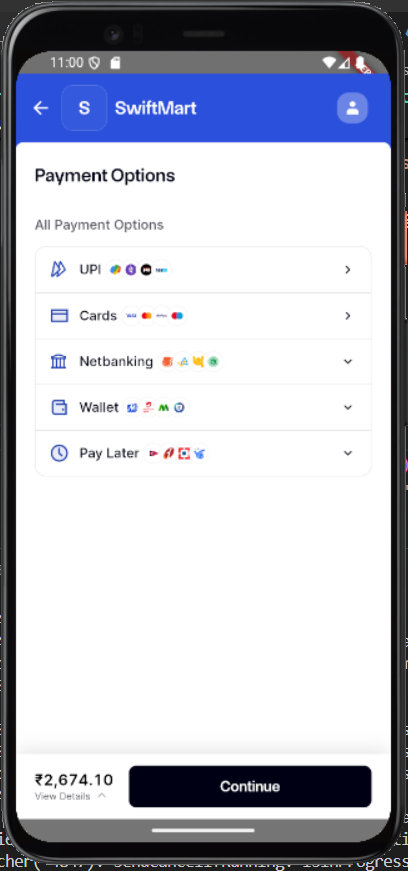 11:00
S SwiftMart
Payment Options
All Payment Options
UPI
Cards
Netbanking
Wallet
Pay Later
₹2,674.10
View Details
Continue